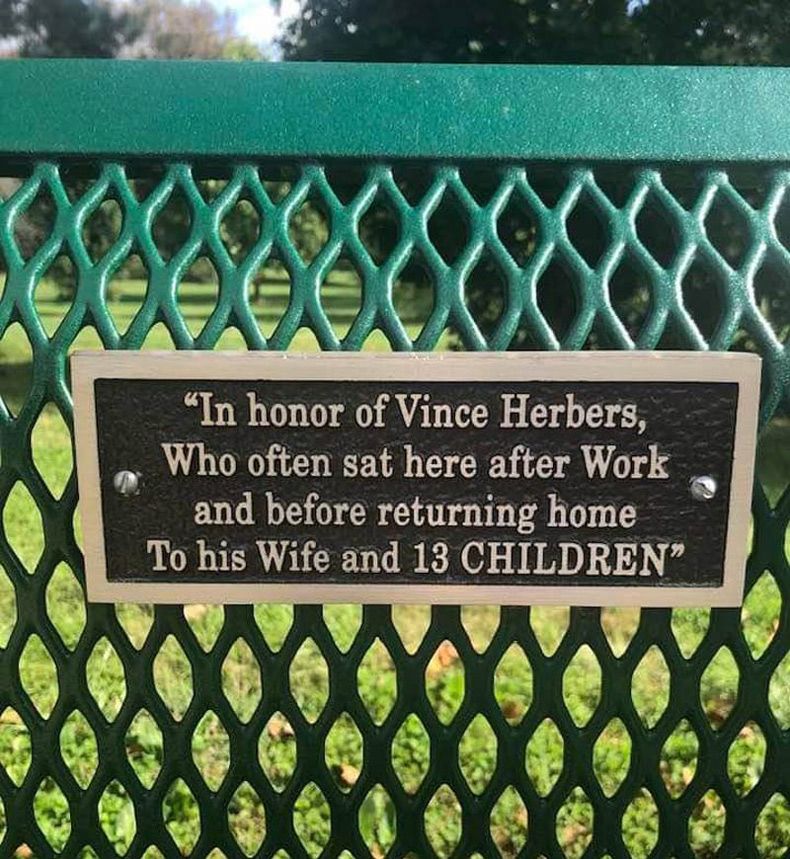 “In honor of Vince Herbers,
Who often sat here after Work
and before returning home
To his Wife and 13 CHILDREN”